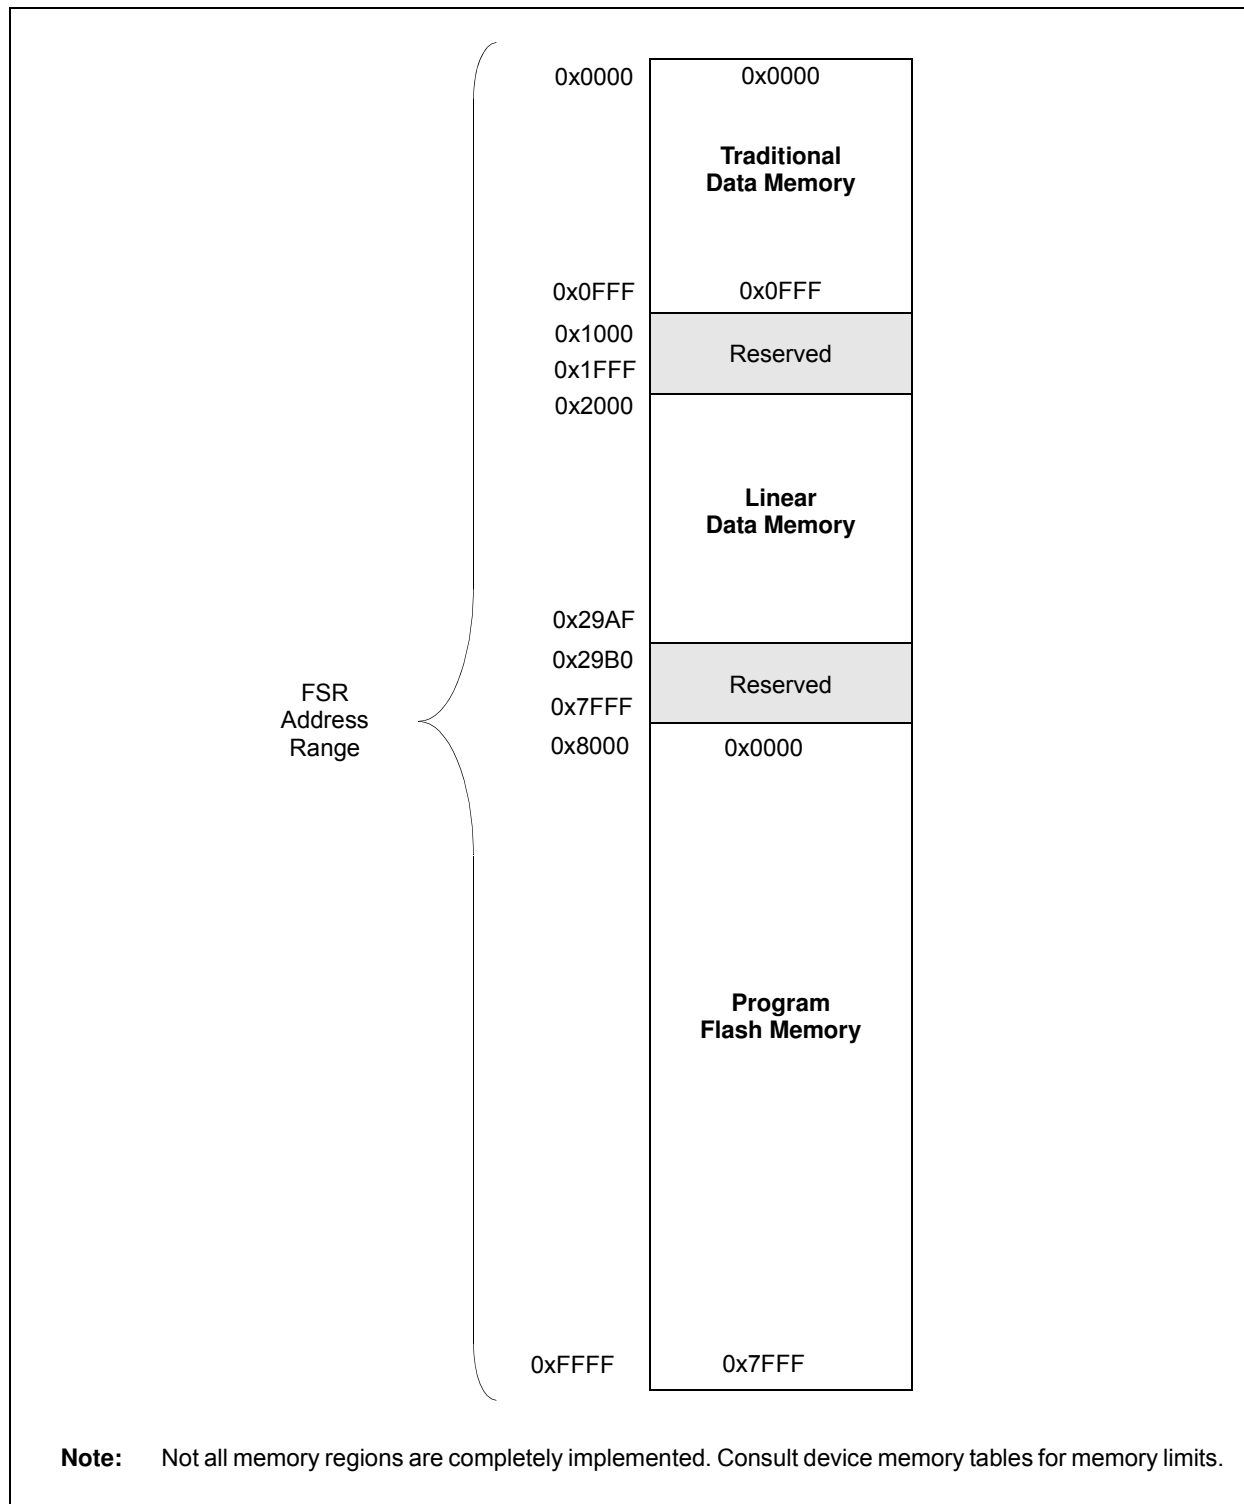 0x0000 0x0000
Traditional
Data Memory
0x0FFF 0x0FFF
0x1000
Reserved
0x1FFF
0x2000
Linear
Data Memory
0x29AF
0x29B0
Reserved
0x7FFF
FSR
Address
Range
0x8000 0x0000
Program
Flash Memory
0xFFFF 0x7FFF
Note: Not all memory regions are completely implemented. Consult device memory tables for memory limits.